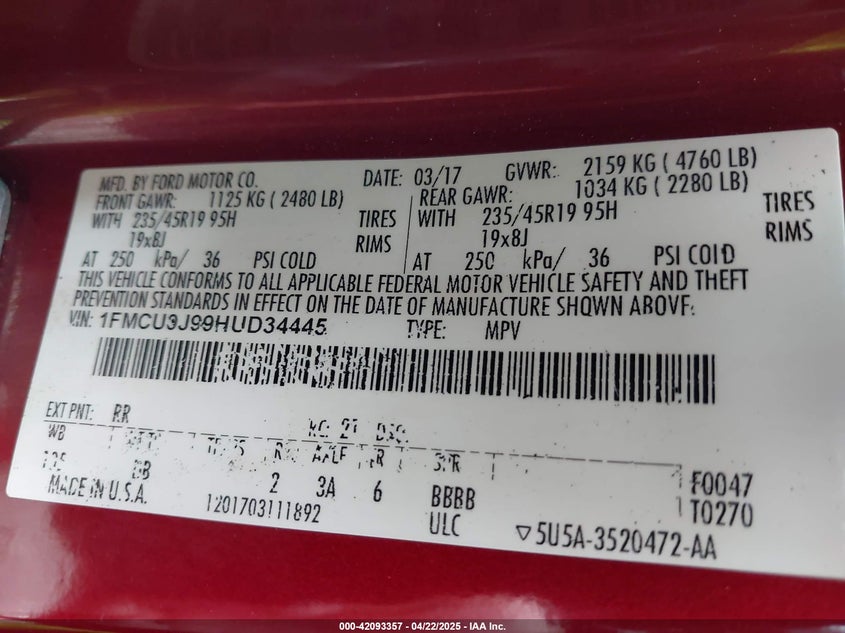 MFD. BY FORD MOTOR CO. DATE: 03/17 GVWR: 2159 KG ( 4760 LB)
FRONT GAWR: 1125 KG ( 2480 LB) REAR GAWR: 1034 KG ( 2280 LB)
WITH 235/45R19 95H TIRES WITH 235/45R19 95H TIRES
19x8J RIMS 19x8J RIMS
AT 250 kPa/ 36 PSI COLD AT 250 kPa/ 36 PSI COLD
THIS VEHICLE CONFORMS TO ALL APPLICABLE FEDERAL MOTOR VEHICLE SAFETY AND THEFT
PREVENTION STANDARDS IN EFFECT ON THE DATE OF MANUFACTURE SHOWN ABOVE.
VIN: 1FMCU9J99HUD34445 TYPE: MPV
EXT PNT: RR
WB R AXLE SPR
DB 2 3A 6 BBBB F0047
MADE IN U.S.A. 1201703111892 ULC T0270
▽5U5A-3520472-AA
000-42093357 - 04/22/2025 - IAA Inc.